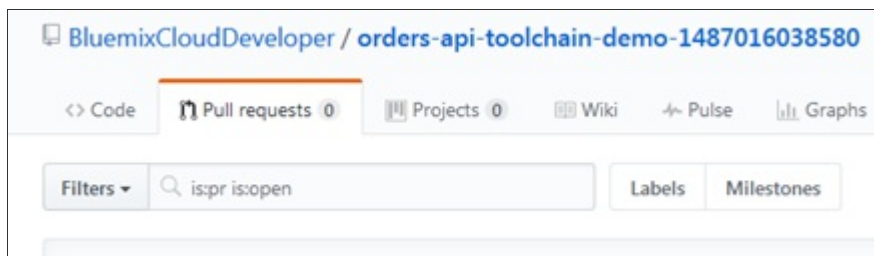 BluemixCloudDeveloper / orders-api-toolchain-demo-1487016038580
<> Code Pull requests 0 Projects 0 Wiki Pulse Graphs
Filters is:pr is:open Labels Milestones